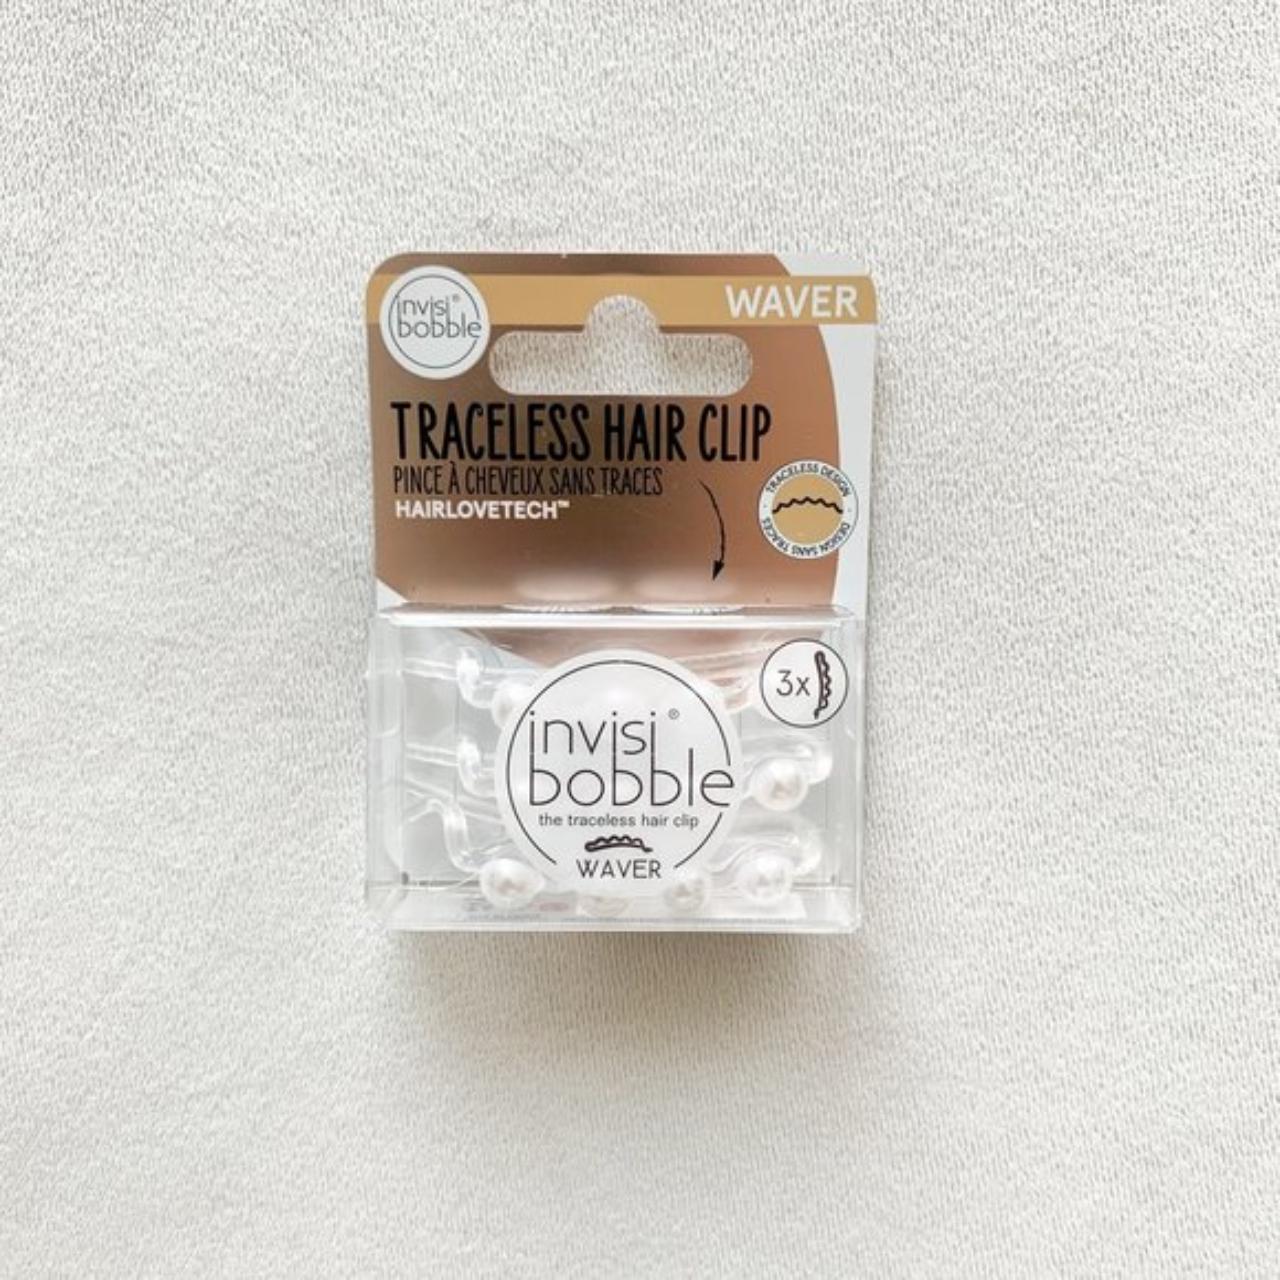 invisi®
bobble
WAVER
TRACELESS HAIR CLIP
PINCE À CHEVEUX SANS TRACES
HAIRLOVETECH™
TRACELESS DESIGN
DESIGN SANS TRACES
3x
invisi®
bobble
the traceless hair clip
WAVER